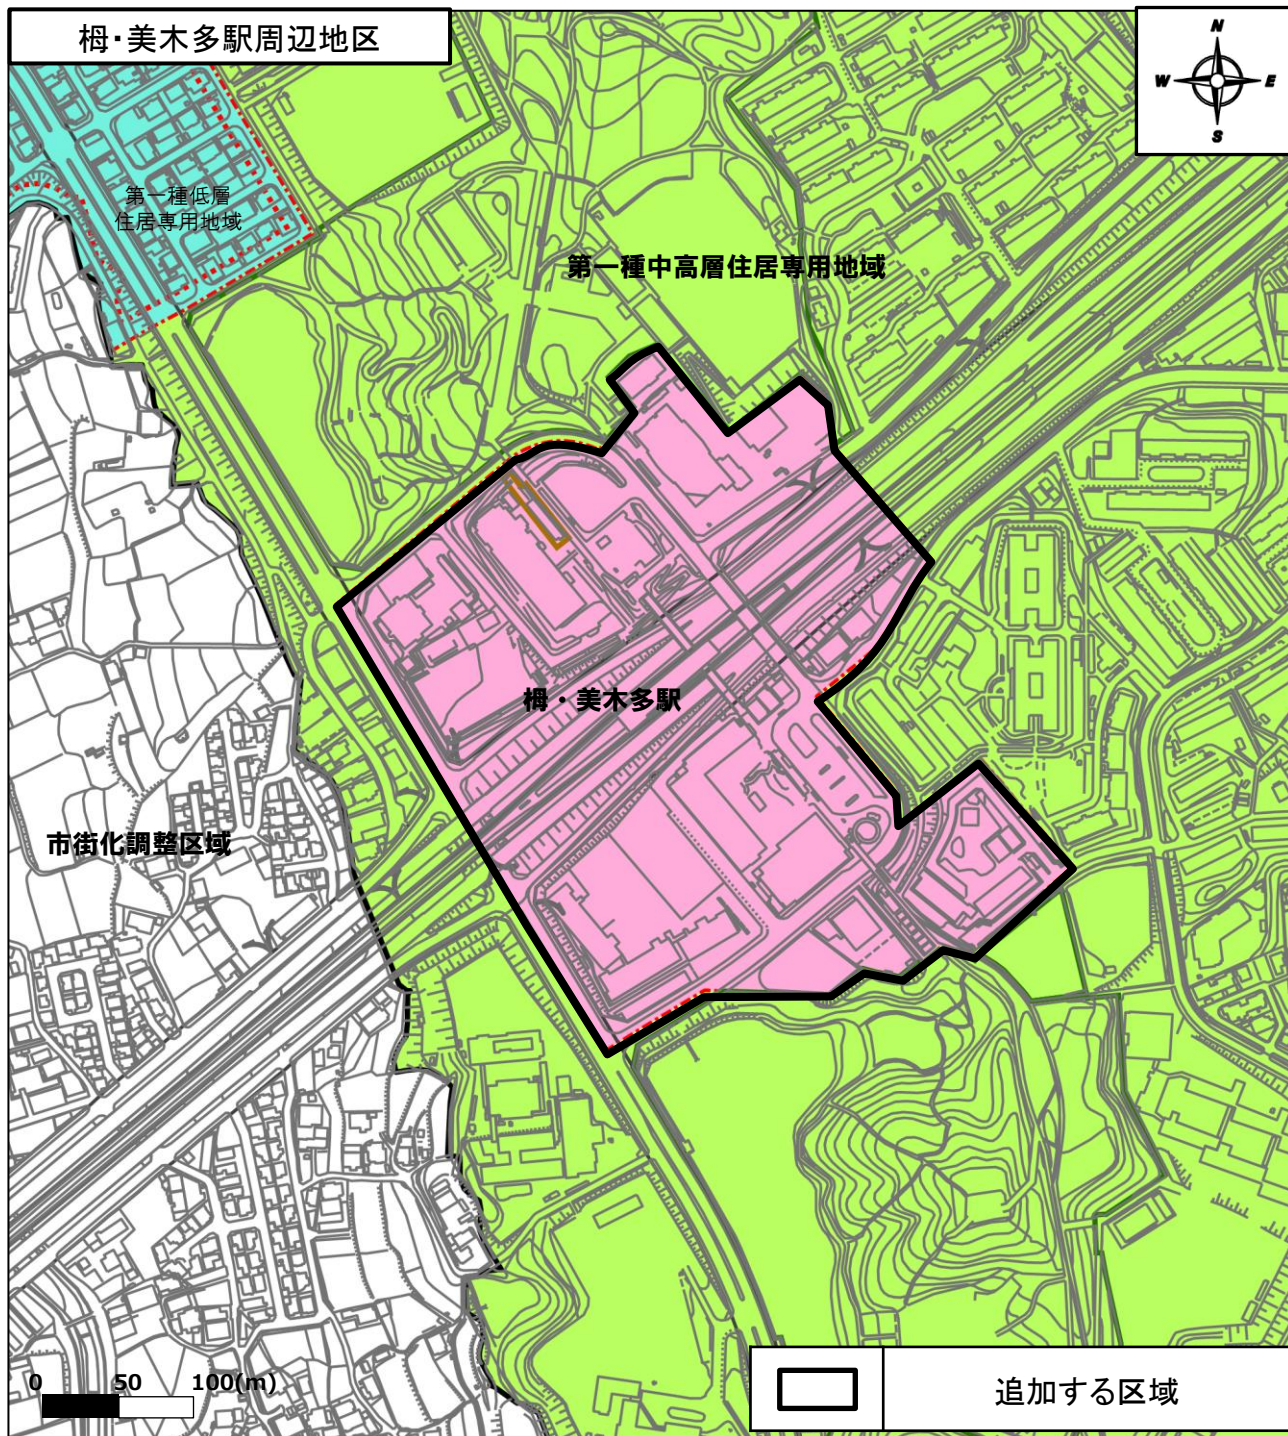 栂・美木多駅周辺地区
N
W E
S
第一種低層
住居専用地域
第一種中高層住居専用地域
栂・美木多駅
市街化調整区域
0 50 100(m)
追加する区域